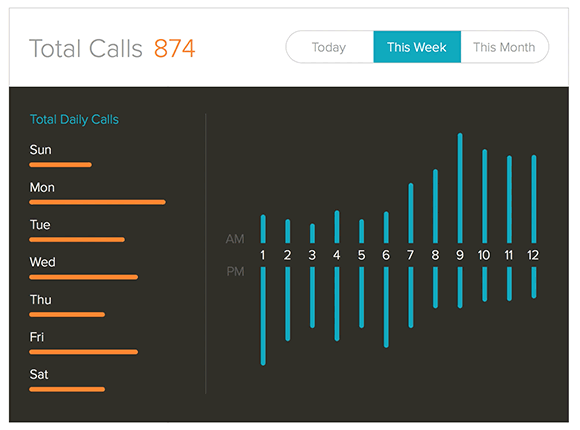 Total Calls 874
Today This Week This Month
Total Daily Calls
Sun
Mon
Tue
Wed
Thu
Fri
Sat
AM
1 2 3 4 5 6 7 8 9 10 11 12
PM